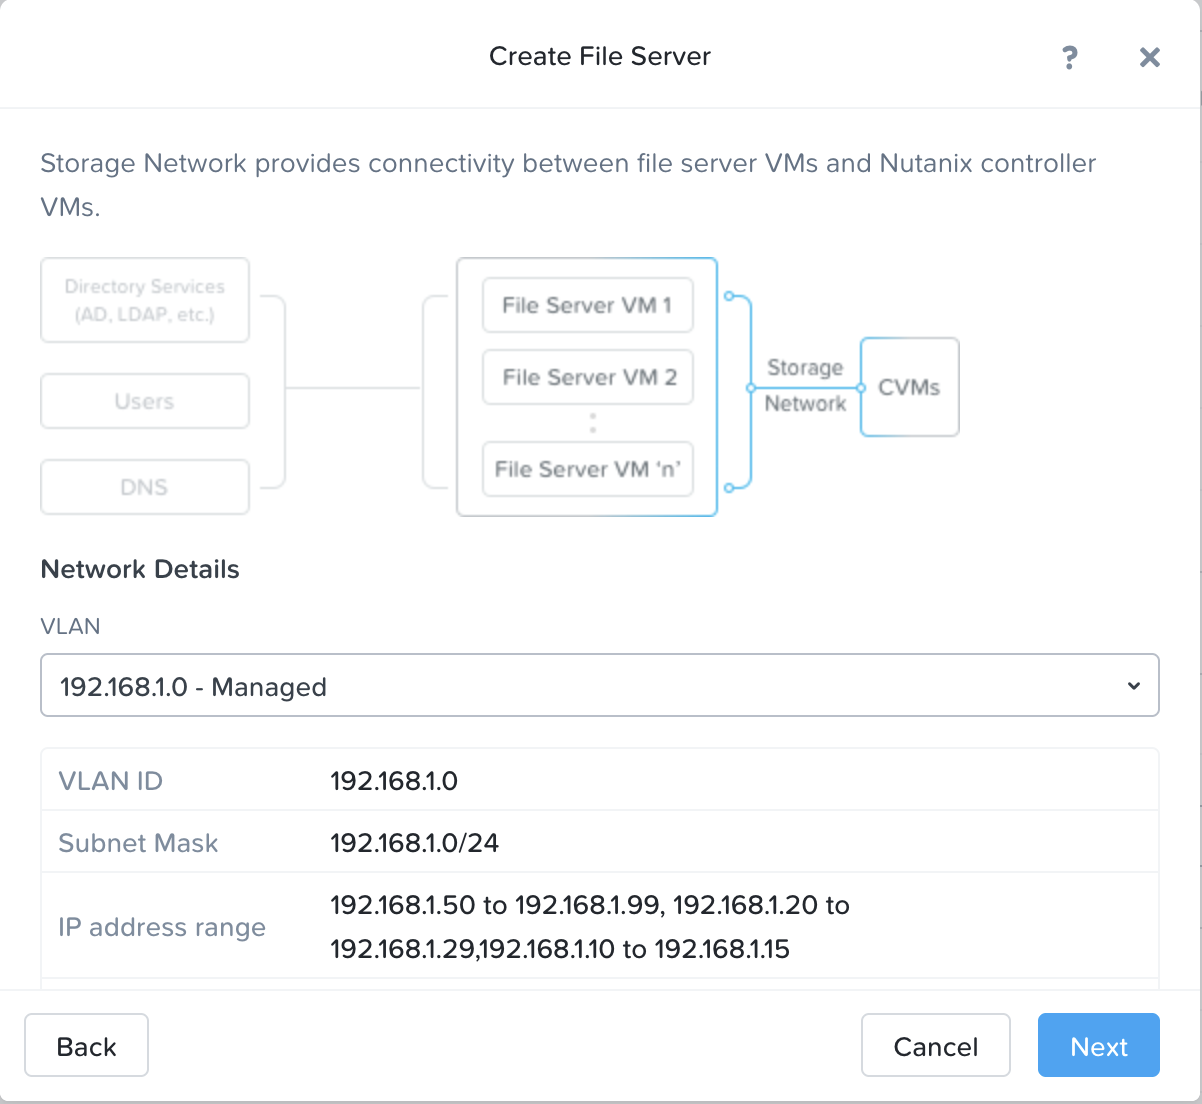 Create File Server
?
Storage Network provides connectivity between file server VMs and Nutanix controller
VMs.
Directory Services
(AD, LDAP, etc.)
Users
DNS
File Server VM 1
File Server VM 2
File Server VM ‘n’
Storage
Network
CVMs
Network Details
VLAN
192.168.1.0 - Managed
VLAN ID 192.168.1.0
Subnet Mask 192.168.1.0/24
IP address range 192.168.1.50 to 192.168.1.99, 192.168.1.20 to
192.168.1.29,192.168.1.10 to 192.168.1.15
Back
Cancel
Next